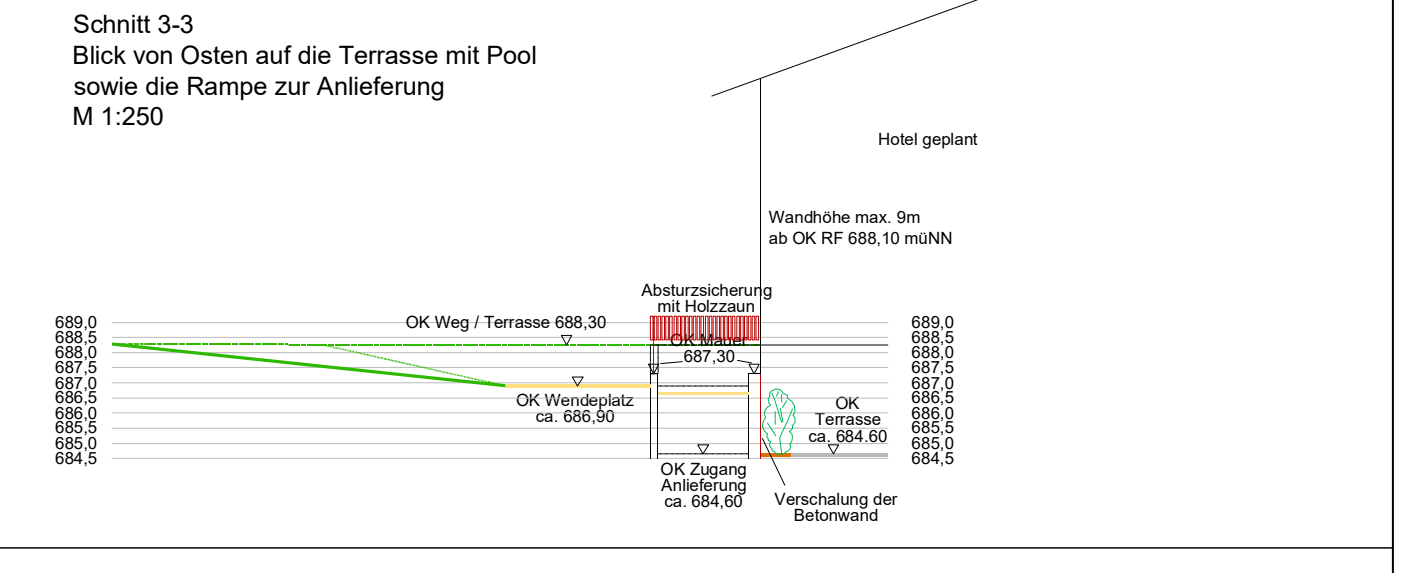 Schnitt 3-3
Blick von Osten auf die Terrasse mit Pool
sowie die Rampe zur Anlieferung
M 1:250
Hotel geplant
Wandhöhe max. 9m
ab OK RF 688,10 müNN
Absturzsicherung
mit Holzzaun
OK Weg / Terrasse 688,30
OK Mauer
687,30
689,0
688,5
688,0
687,5
687,0
686,5
686,0
685,5
685,0
684,5
OK Wendeplatz
ca. 686,90
OK
Terrasse
ca. 684.60
689,0
688,5
688,0
687,5
687,0
686,5
686,0
685,5
685,0
684,5
OK Zugang
Anlieferung
ca. 684,60
Verschalung der
Betonwand